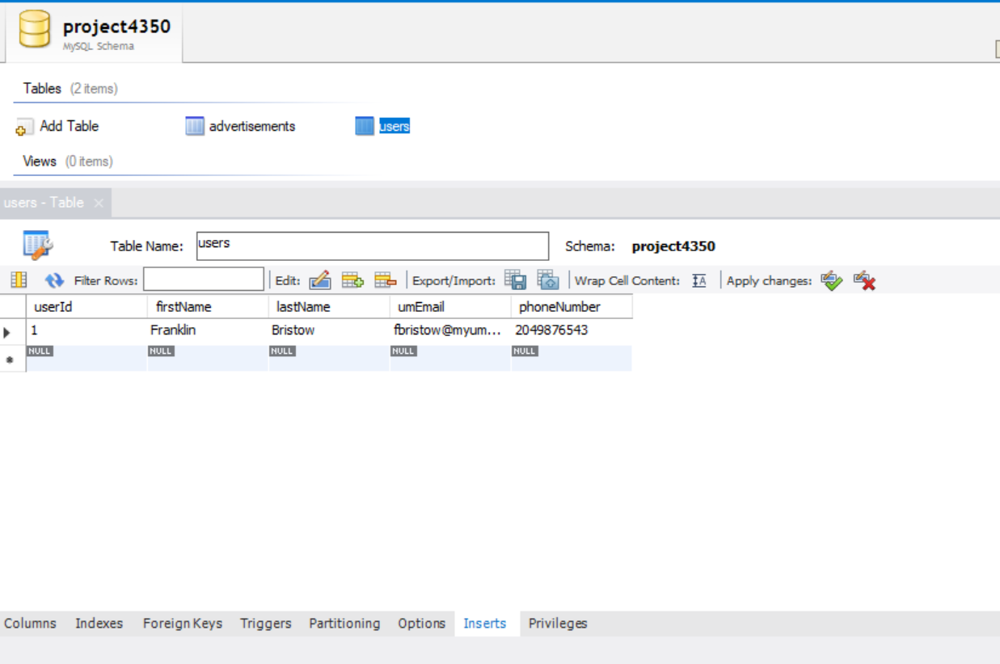 project4350
MySQL Schema
Tables (2 items)
Add Table advertisements users
Views (0 items)
users - Table ×
Table Name: users Schema: project4350
Filter Rows: Edit: Export/Import: Wrap Cell Content: Apply changes:
userId firstName lastName umEmail phoneNumber
1 Franklin Bristow fbristow@myum... 2049876543
NULL NULL NULL NULL NULL
Columns Indexes Foreign Keys Triggers Partitioning Options Inserts Privileges